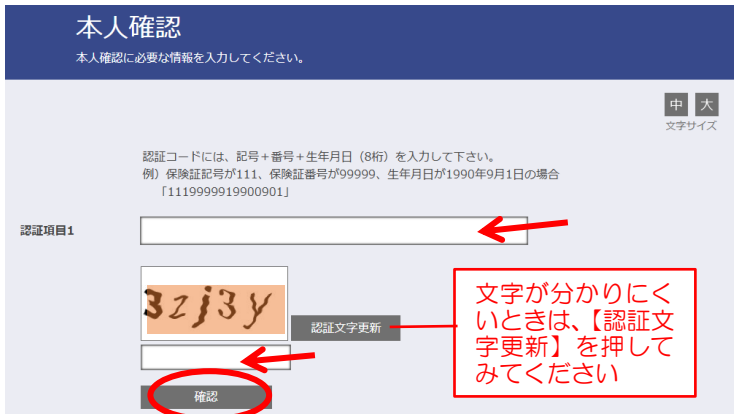 本人確認
本人確認に必要な情報を入力してください。
中 大
文字サイズ
認証コードには、記号+番号+生年月日（8桁）を入力して下さい。
例）保険証記号が111、保険証番号が99999、生年月日が1990年9月1日の場合
「1119999919900901」
認証項目1
3zj3y
認証文字更新
文字が分かりにく
いときは、【認証文
字更新】を押して
みてください
確認